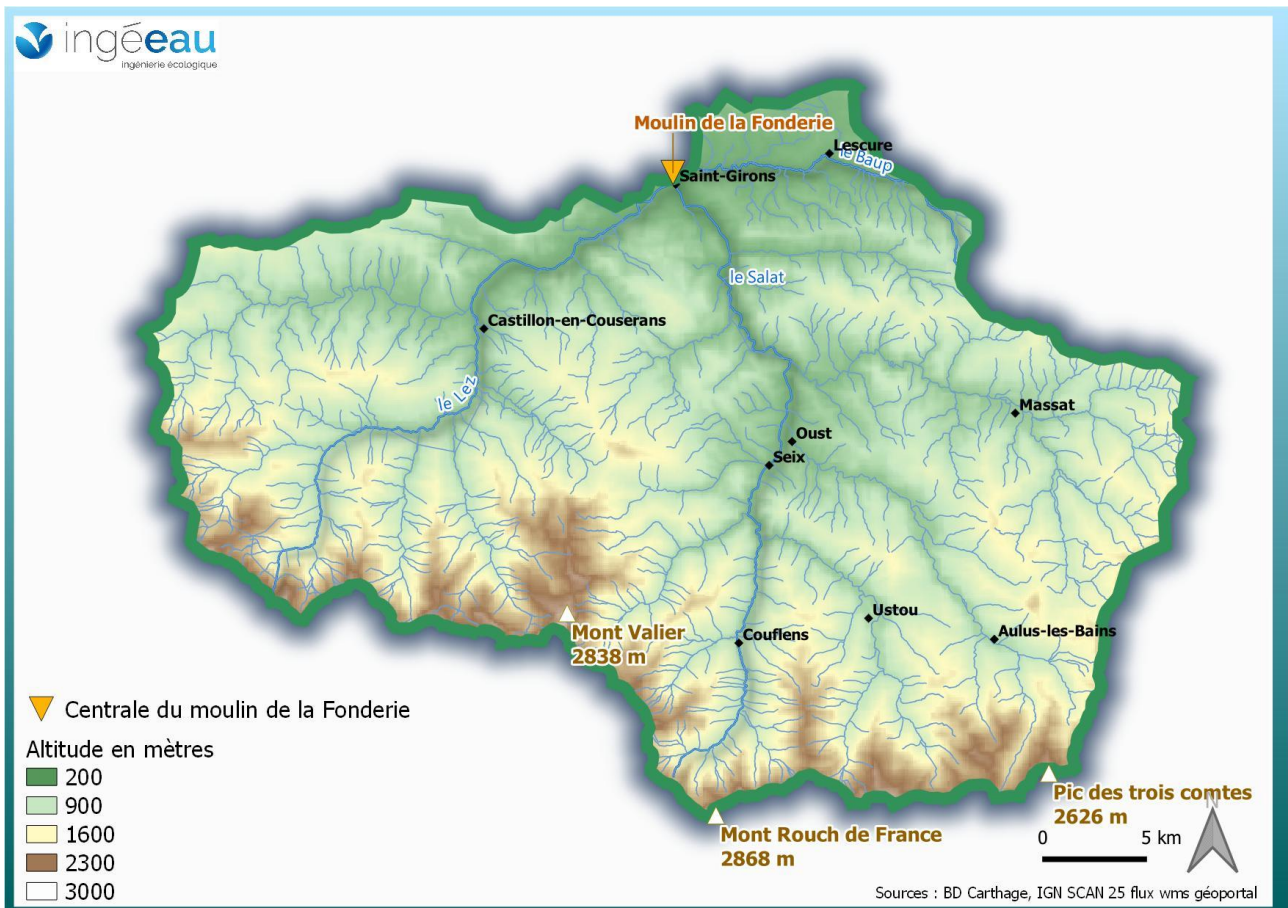 ingéeau
ingénierie écologique
Moulin de la Fonderie
Lescure
le Baup
Saint-Girons
le Salat
Castillon-en-Couserans
le Lez
Massat
Oust
Seix
Ustou
Mont Valier
2838 m
Couflens
Aulus-les-Bains
Centrale du moulin de la Fonderie
Altitude en mètres
200
900
1600
2300
3000
Pic des trois comtes
2626 m
Mont Rouch de France
2868 m
N
0 5 km
Sources : BD Carthage, IGN SCAN 25 flux wms géoportal